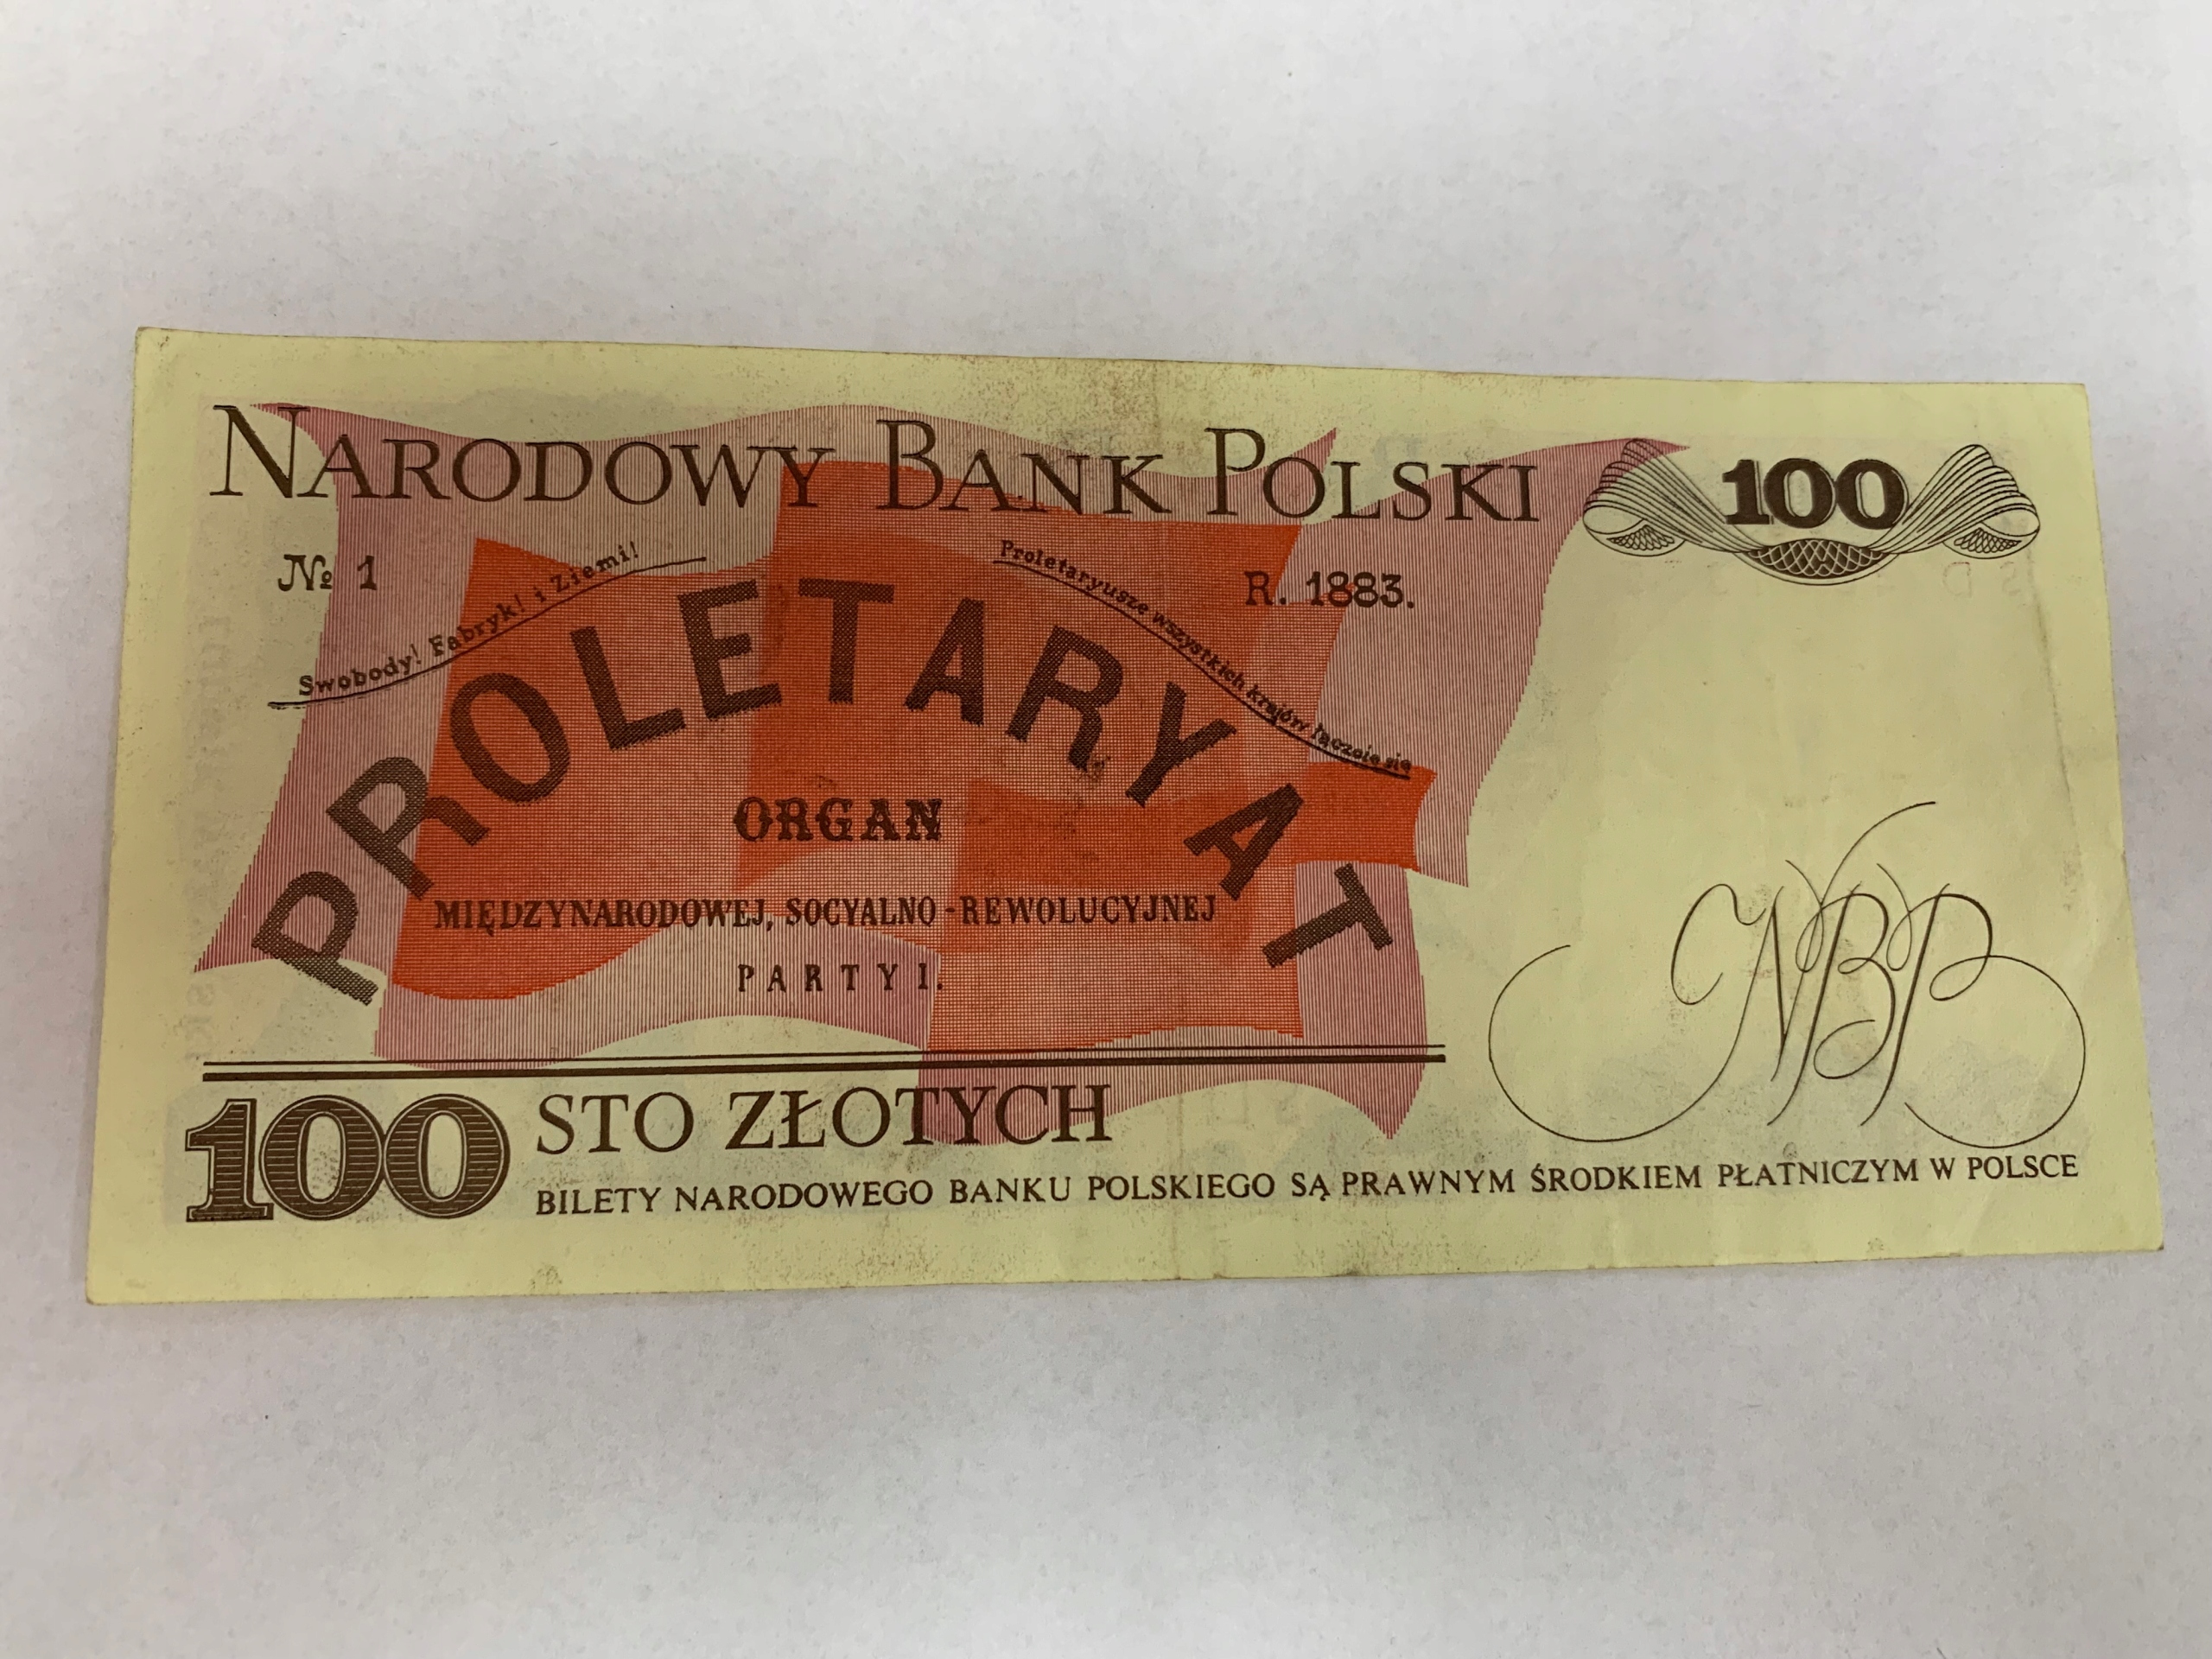 NARODOWY BANK POLSKI
100
№ 1
Swobody! Fabryk! i Ziemi!
Proletaryusze wszystkich krajów łączcie się
R. 1883.
PROLETARYAT
ORGAN
MIĘDZYNARODOWEJ, SOCYALNO-REWOLUCYJNEJ
PARTYI.
NBP
100 STO ZŁOTYCH
BILETY NARODOWEGO BANKU POLSKIEGO SĄ PRAWNYM ŚRODKIEM PŁATNICZYM W POLSCE